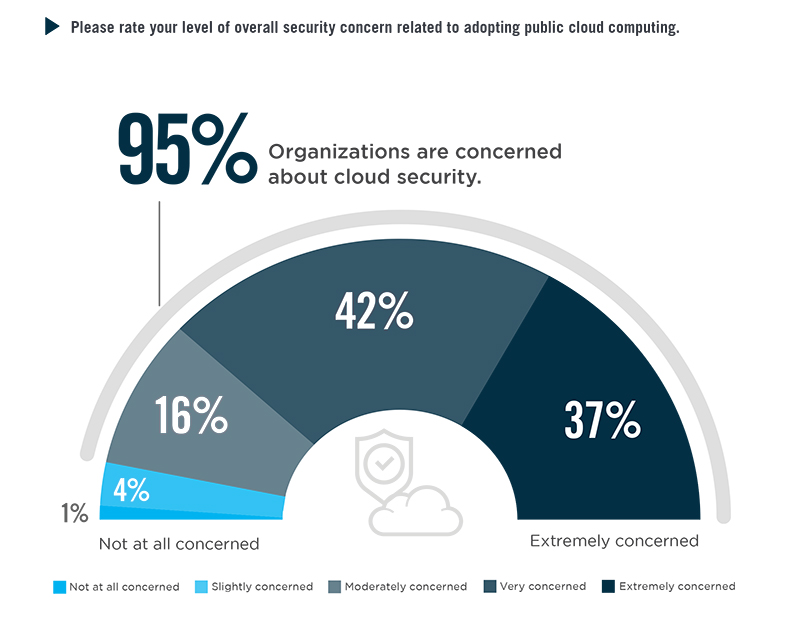 Please rate your level of overall security concern related to adopting public cloud computing.
95%
Organizations are concerned
about cloud security.
42%
16%
37%
4%
1%
Not at all concerned
Extremely concerned
Not at all concerned
Slightly concerned
Moderately concerned
Very concerned
Extremely concerned